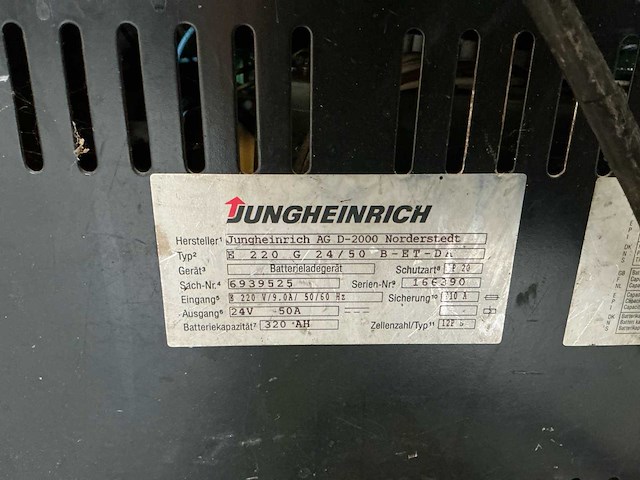 JUNGHEINRICH
Hersteller¹ Jungheinrich AG D-2000 Norderstedt
Typ² E 220 G 24/50 B-ET-DA
Gerät³ Batterieladegerät Schutzart⁸ IP 20
Sach-Nr⁴ 6939525 Serien-Nr⁹ 166390
Eingang⁵ E 220 V/9.0A/ 50/60 Hz Sicherung¹⁰ 10 A
Ausgang⁶ 24V 50A
Batteriekapazität⁷ 320 AH Zellenzahl/Typ¹¹